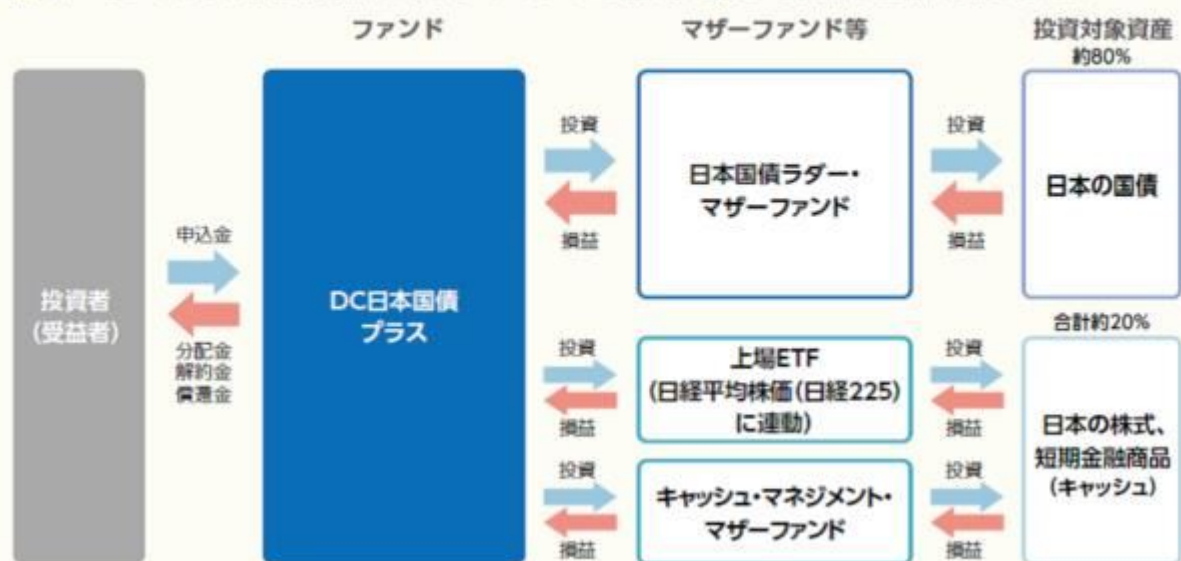 ファンド
マザーファンド等
投資対象資産
約80%
投資者
(受益者)
申込金
分配金
解約金
償還金
DC日本国債
プラス
投資
損益
日本国債ラダー・
マザーファンド
投資
損益
日本の国債
投資
損益
上場ETF
(日経平均株価(日経225)
に連動)
投資
損益
合計約20%
日本の株式、
短期金融商品
(キャッシュ)
投資
損益
キャッシュ・マネジメント・
マザーファンド
投資
損益